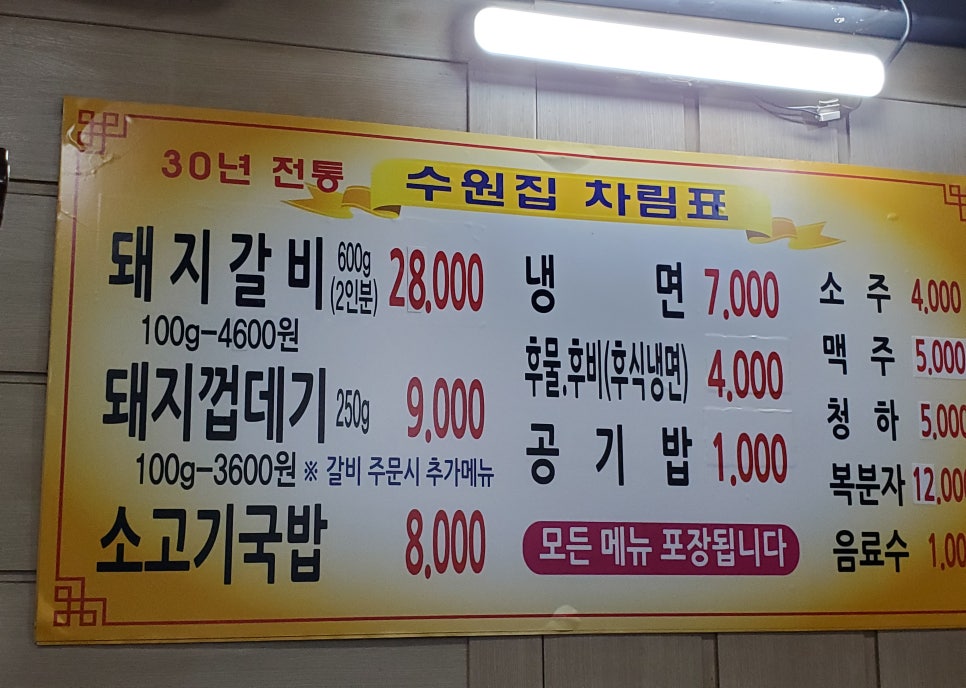 30년 전통 수원집 차림표
돼지갈비 600g (2인분) 28,000
100g-4600원
돼지껍데기 250g 9,000
100g-3600원 ※ 갈비 주문시 추가메뉴
소고기국밥 8,000
냉면 7,000
후물.후비(후식냉면) 4,000
공기밥 1,000
모든 메뉴 포장됩니다
소주 4,000
맥주 5,000
청하 5,000
복분자 12,000
음료수 1,00